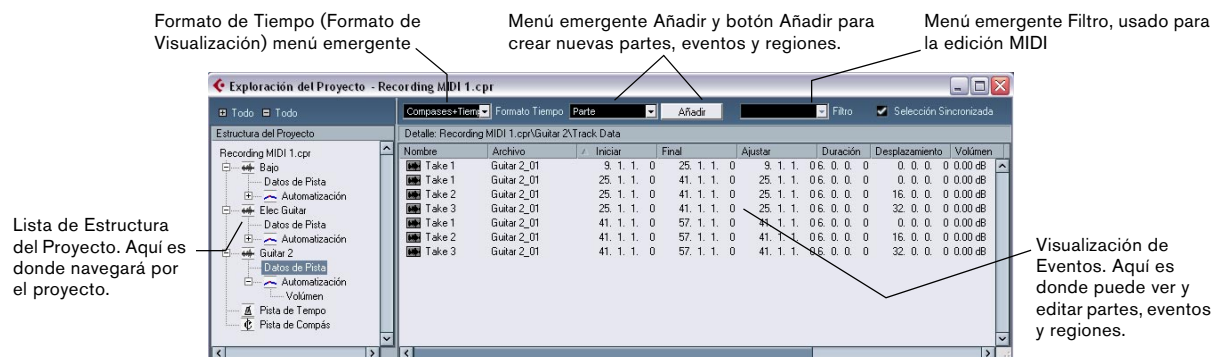 Formato de Tiempo (Formato de
Visualización) menú emergente
Menú emergente Añadir y botón Añadir para
crear nuevas partes, eventos y regiones.
Menú emergente Filtro, usado para
la edición MIDI
Exploración del Proyecto - Recording MIDI 1.cpr
Todo Todo
Compases+Tiem Formato Tiempo Parte Añadir Filtro Selección Sincronizada
Estructura del Proyecto
Detalle: Recording MIDI 1.cpr\Guitar 2\Track Data
Recording MIDI 1.cpr
Bajo
Datos de Pista
Automatización
Elec Guitar
Datos de Pista
Automatización
Guitar 2
Datos de Pista
Automatización
Volúmen
Pista de Tempo
Pista de Compás
Nombre Archivo Iniciar Final Ajustar Duración Desplazamiento Volúmen
Take 1 Guitar 2_01 9. 1. 1. 0 25. 1. 1. 0 9. 1. 1. 0 6. 0. 0. 0 0. 0. 0. 0 0.00 dB
Take 1 Guitar 2_01 25. 1. 1. 0 41. 1. 1. 0 25. 1. 1. 0 6. 0. 0. 0 0. 0. 0. 0 0.00 dB
Take 2 Guitar 2_01 25. 1. 1. 0 41. 1. 1. 0 25. 1. 1. 0 6. 0. 0. 0 16. 0. 0. 0 0.00 dB
Take 3 Guitar 2_01 25. 1. 1. 0 41. 1. 1. 0 25. 1. 1. 0 6. 0. 0. 0 32. 0. 0. 0 0.00 dB
Take 1 Guitar 2_01 41. 1. 1. 0 57. 1. 1. 0 41. 1. 1. 0 6. 0. 0. 0 0. 0. 0. 0 0.00 dB
Take 2 Guitar 2_01 41. 1. 1. 0 57. 1. 1. 0 41. 1. 1. 0 6. 0. 0. 0 16. 0. 0. 0 0.00 dB
Take 3 Guitar 2_01 41. 1. 1. 0 57. 1. 1. 0 41. 1. 1. 0 6. 0. 0. 0 32. 0. 0. 0 0.00 dB
Lista de Estructura
del Proyecto. Aquí es
donde navegará por
el proyecto.
Visualización de
Eventos. Aquí es
donde puede ver y
editar partes, eventos
y regiones.